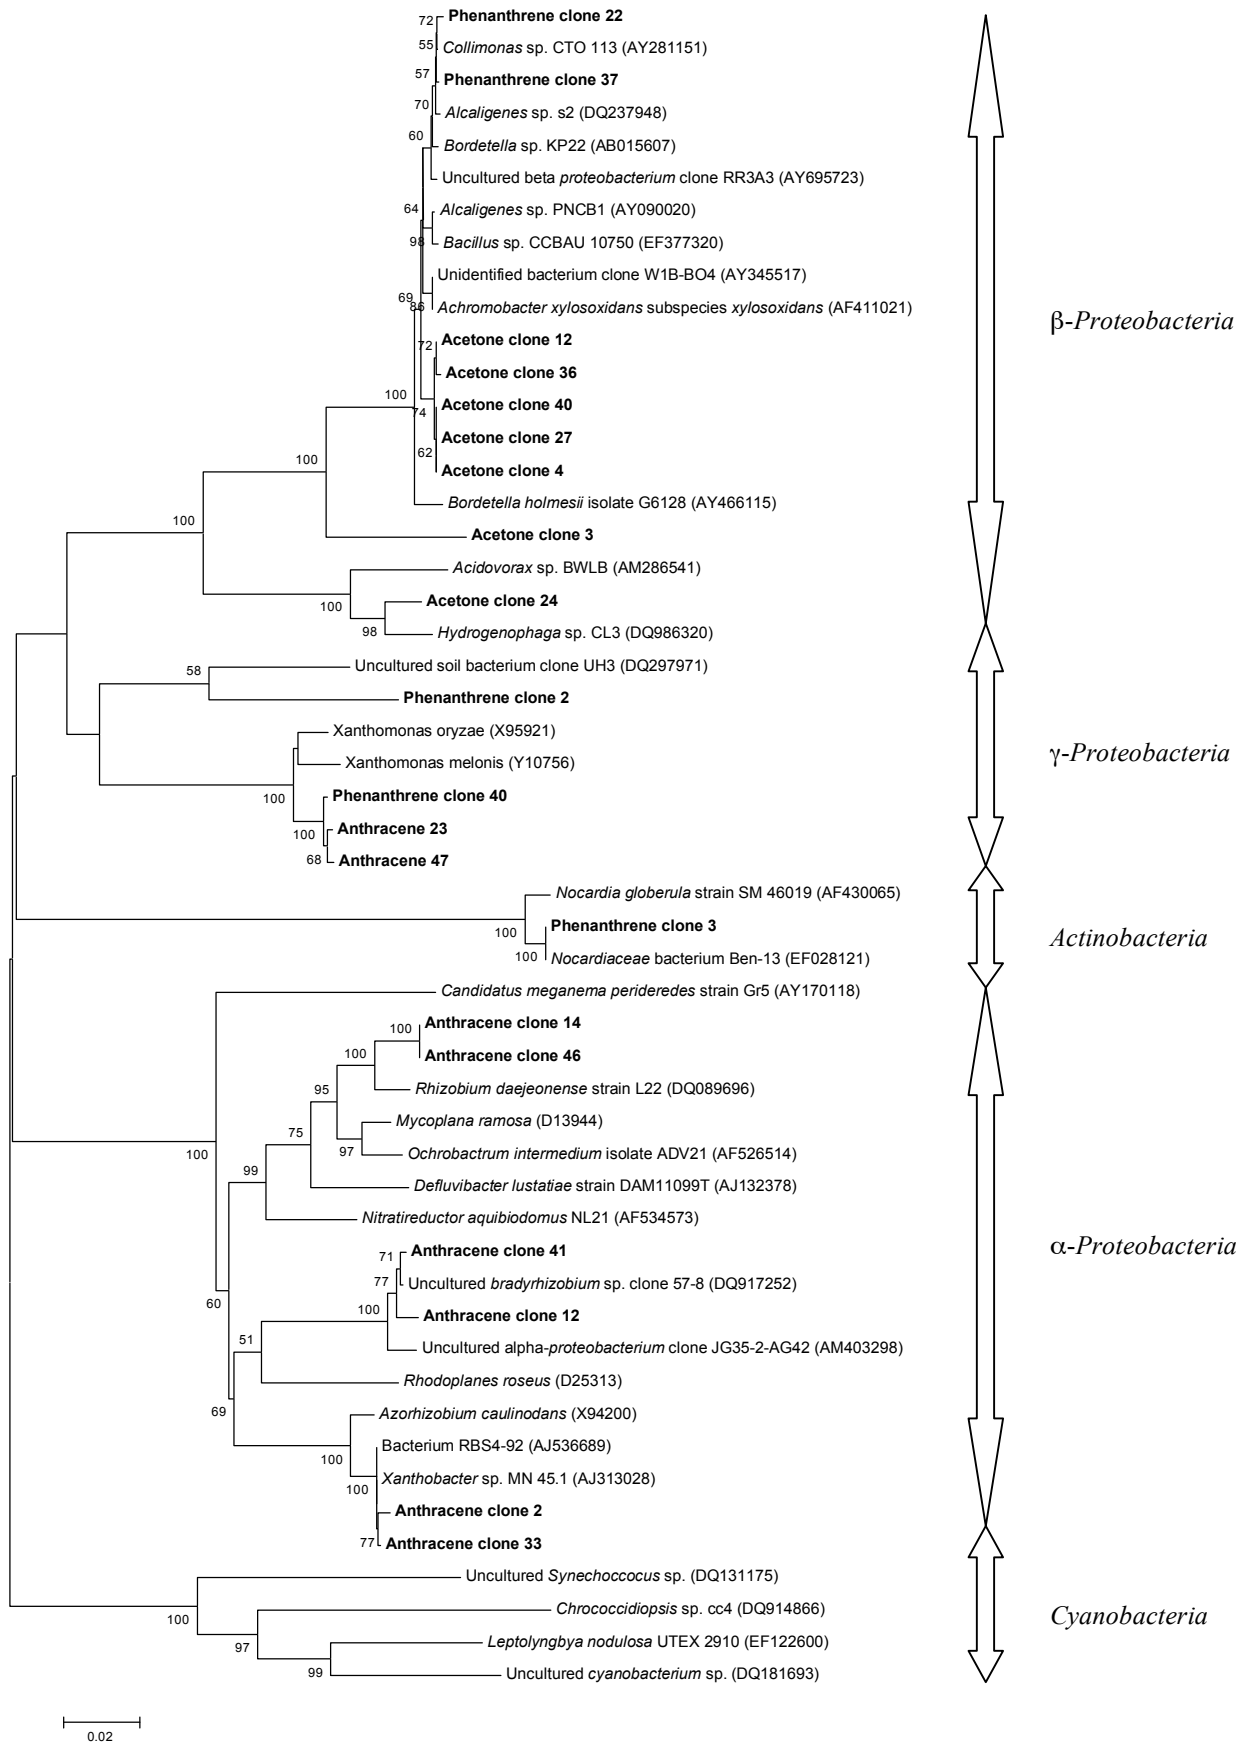 72
Phenanthrene clone 22
55
Collimonas sp. CTO 113 (AY281151)
57
Phenanthrene clone 37
70
Alcaligenes sp. s2 (DQ237948)
60
Bordetella sp. KP22 (AB015607)
Uncultured beta proteobacterium clone RR3A3 (AY695723)
64
Alcaligenes sp. PNCB1 (AY090020)
98
Bacillus sp. CCBAU 10750 (EF377320)
Unidentified bacterium clone W1B-BO4 (AY345517)
69
86
Achromobacter xylosoxidans subspecies xylosoxidans (AF411021)
β-Proteobacteria
72
Acetone clone 12
Acetone clone 36
100
74
Acetone clone 40
Acetone clone 27
62
100
Acetone clone 4
Bordetella holmesii isolate G6128 (AY466115)
100
Acetone clone 3
Acidovorax sp. BWLB (AM286541)
100
Acetone clone 24
98
Hydrogenophaga sp. CL3 (DQ986320)
58
Uncultured soil bacterium clone UH3 (DQ297971)
Phenanthrene clone 2
Xanthomonas oryzae (X95921)
γ-Proteobacteria
Xanthomonas melonis (Y10756)
100
Phenanthrene clone 40
100
Anthracene 23
68
Anthracene 47
Nocardia globerula strain SM 46019 (AF430065)
100
Phenanthrene clone 3
Actinobacteria
100
Nocardiaceae bacterium Ben-13 (EF028121)
Candidatus meganema perideredes strain Gr5 (AY170118)
100
Anthracene clone 14
100
Anthracene clone 46
95
Rhizobium daejeonense strain L22 (DQ089696)
75
Mycoplana ramosa (D13944)
100
97
Ochrobactrum intermedium isolate ADV21 (AF526514)
99
Defluvibacter lustatiae strain DAM11099T (AJ132378)
Nitratireductor aquibiodomus NL21 (AF534573)
α-Proteobacteria
71
Anthracene clone 41
77
Uncultured bradyrhizobium sp. clone 57-8 (DQ917252)
60
100
Anthracene clone 12
51
Uncultured alpha-proteobacterium clone JG35-2-AG42 (AM403298)
Rhodoplanes roseus (D25313)
69
Azorhizobium caulinodans (X94200)
100
Bacterium RBS4-92 (AJ536689)
100
Xanthobacter sp. MN 45.1 (AJ313028)
Anthracene clone 2
77
Anthracene clone 33
Uncultured Synechoccocus sp. (DQ131175)
100
Chrococcidiopsis sp. cc4 (DQ914866)
Cyanobacteria
97
Leptolyngbya nodulosa UTEX 2910 (EF122600)
99
Uncultured cyanobacterium sp. (DQ181693)
0.02